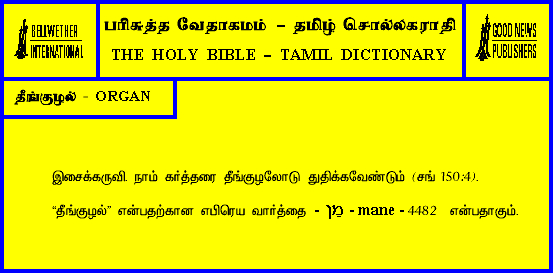 BELLWETHER
INTERNATIONAL
பரிசுத்த வேதாகமம் – தமிழ் சொல்லகராதி
THE HOLY BIBLE – TAMIL DICTIONARY
GOOD NEWS
PUBLISHERS
தீங்குழல் - ORGAN
இசைக்கருவி. நாம் கர்த்தரை தீங்குழலோடு துதிக்கவேண்டும் (சங் 150:4).
“தீங்குழல்” என்பதற்கான எபிரெய வார்த்தை - מֵן - mane - 4482 என்பதாகும்.